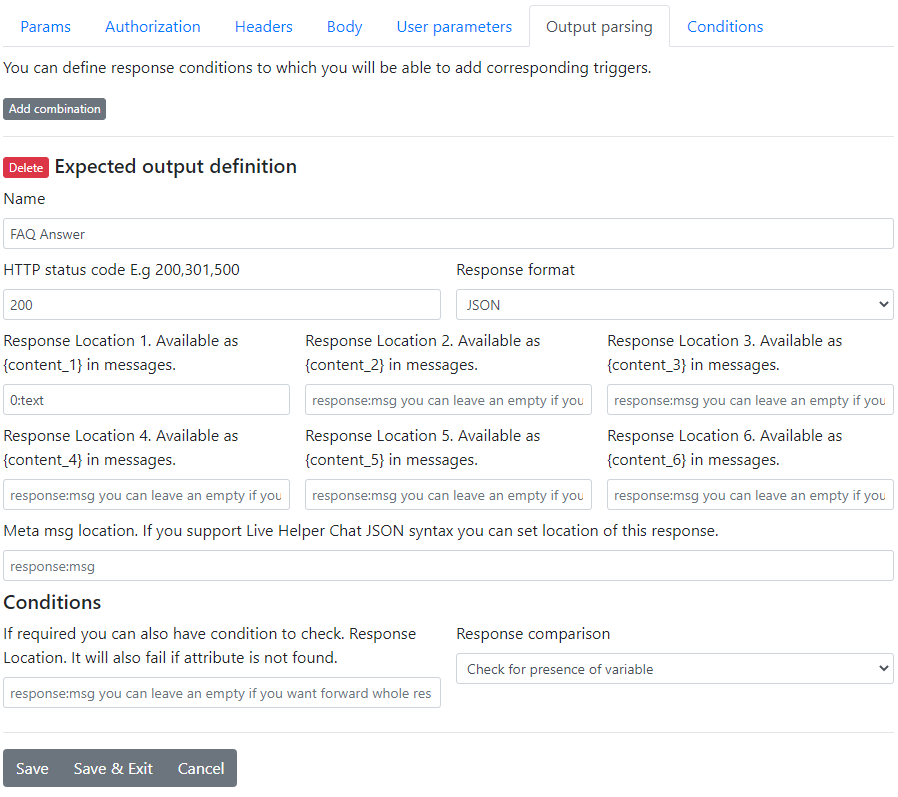 Params Authorization Headers Body User parameters Output parsing Conditions
You can define response conditions to which you will be able to add corresponding triggers.
Add combination
Delete Expected output definition
Name
FAQ Answer
HTTP status code E.g 200,301,500 Response format
200 JSON
Response Location 1. Available as Response Location 2. Available as Response Location 3. Available as
{content_1} in messages. {content_2} in messages. {content_3} in messages.
0:text response:msg you can leave an empty if you response:msg you can leave an empty if you
Response Location 4. Available as Response Location 5. Available as Response Location 6. Available as
{content_4} in messages. {content_5} in messages. {content_6} in messages.
response:msg you can leave an empty if you response:msg you can leave an empty if you response:msg you can leave an empty if you
Meta msg location. If you support Live Helper Chat JSON syntax you can set location of this response.
response:msg
Conditions
If required you can also have condition to check. Response Response comparison
Location. It will also fail if attribute is not found.
Check for presence of variable
response:msg you can leave an empty if you want forward whole res
Save Save & Exit Cancel